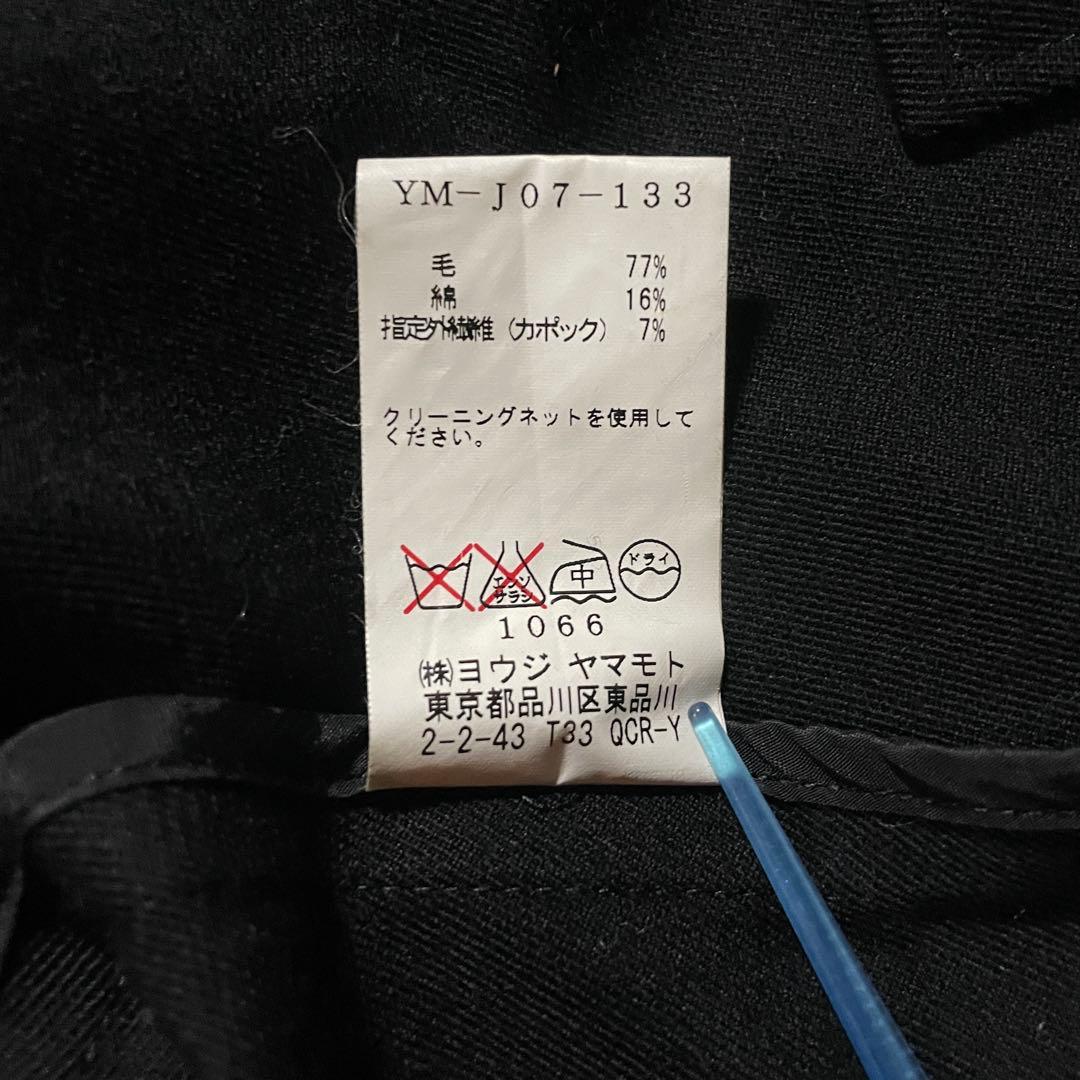 YM-J07-133
毛 77%
綿 16%
指定外繊維（カポック） 7%
クリーニングネットを使用して
ください。
エンソ
サラシ
中
ドライ
1066
㈱ヨウジ ヤマモト
東京都品川区東品川
2-2-43 T33 QCR-Y